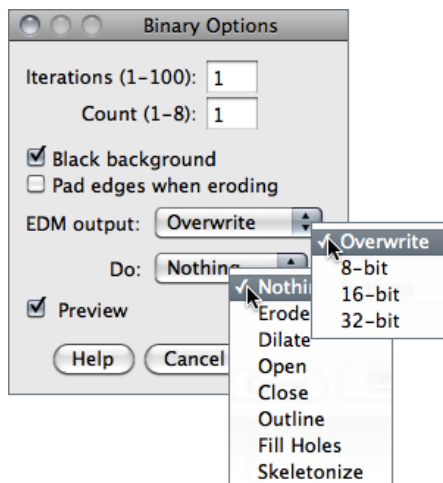 Binary Options
Iterations (1-100): 1
Count (1-8): 1
Black background
Pad edges when eroding
EDM output: Overwrite
Overwrite
8-bit
16-bit
32-bit
Do: Nothing
Nothi
Erode
Dilate
Open
Close
Outline
Fill Holes
Skeletonize
Preview
Help
Cancel